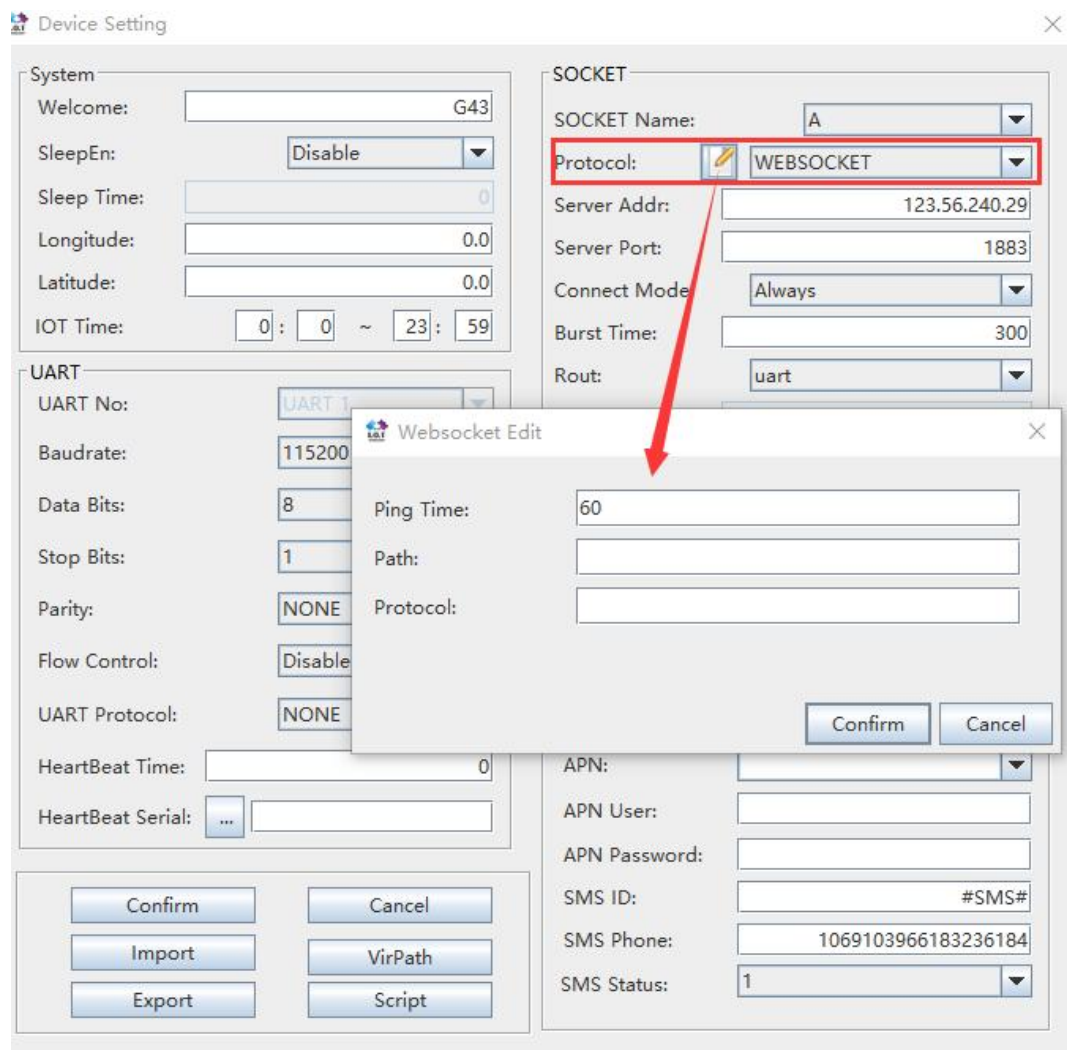 Device Setting
System
Welcome: G43
SleepEn: Disable
Sleep Time: 0
Longitude: 0.0
Latitude: 0.0
IOT Time: 0 : 0 ~ 23 : 59
UART
UART No: UART 1
Baudrate: 115200
Data Bits: 8
Stop Bits: 1
Parity: NONE
Flow Control: Disable
UART Protocol: NONE
HeartBeat Time: 0
HeartBeat Serial: ...
Confirm Cancel
Import VirPath
Export Script
SOCKET
SOCKET Name: A
Protocol: WEBSOCKET
Server Addr: 123.56.240.29
Server Port: 1883
Connect Mode Always
Burst Time: 300
Rout: uart
Websocket Edit
Ping Time: 60
Path:
Protocol:
Confirm Cancel
APN:
APN User:
APN Password:
SMS ID: #SMS#
SMS Phone: 1069103966183236184
SMS Status: 1